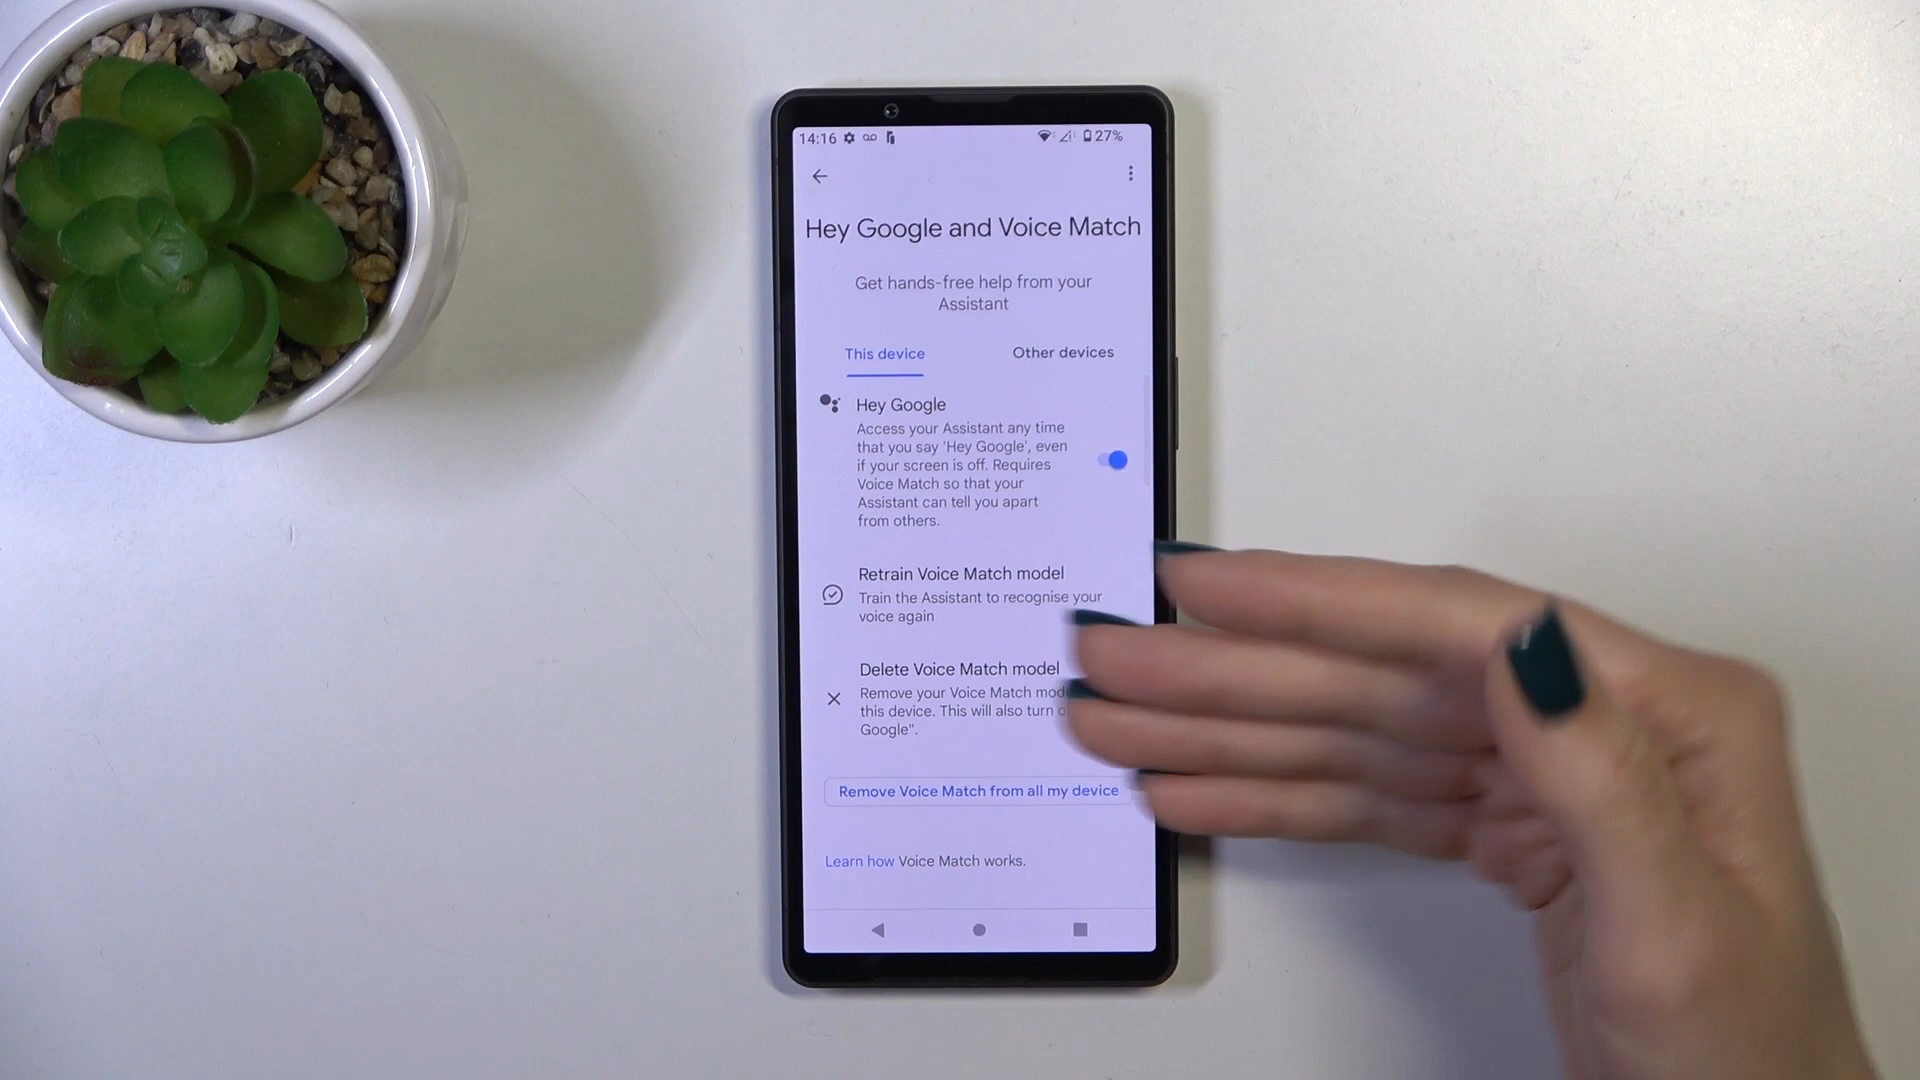 14:16 27%
Hey Google and Voice Match
Get hands-free help from your
Assistant
This device Other devices
Hey Google
Access your Assistant any time
that you say 'Hey Google', even
if your screen is off. Requires
Voice Match so that your
Assistant can tell you apart
from others.
Retrain Voice Match model
Train the Assistant to recognise your
voice again
Delete Voice Match model
Remove your Voice Match
this device. This will also turn
Google".
Remove Voice Match from all my device
Learn how Voice Match works.